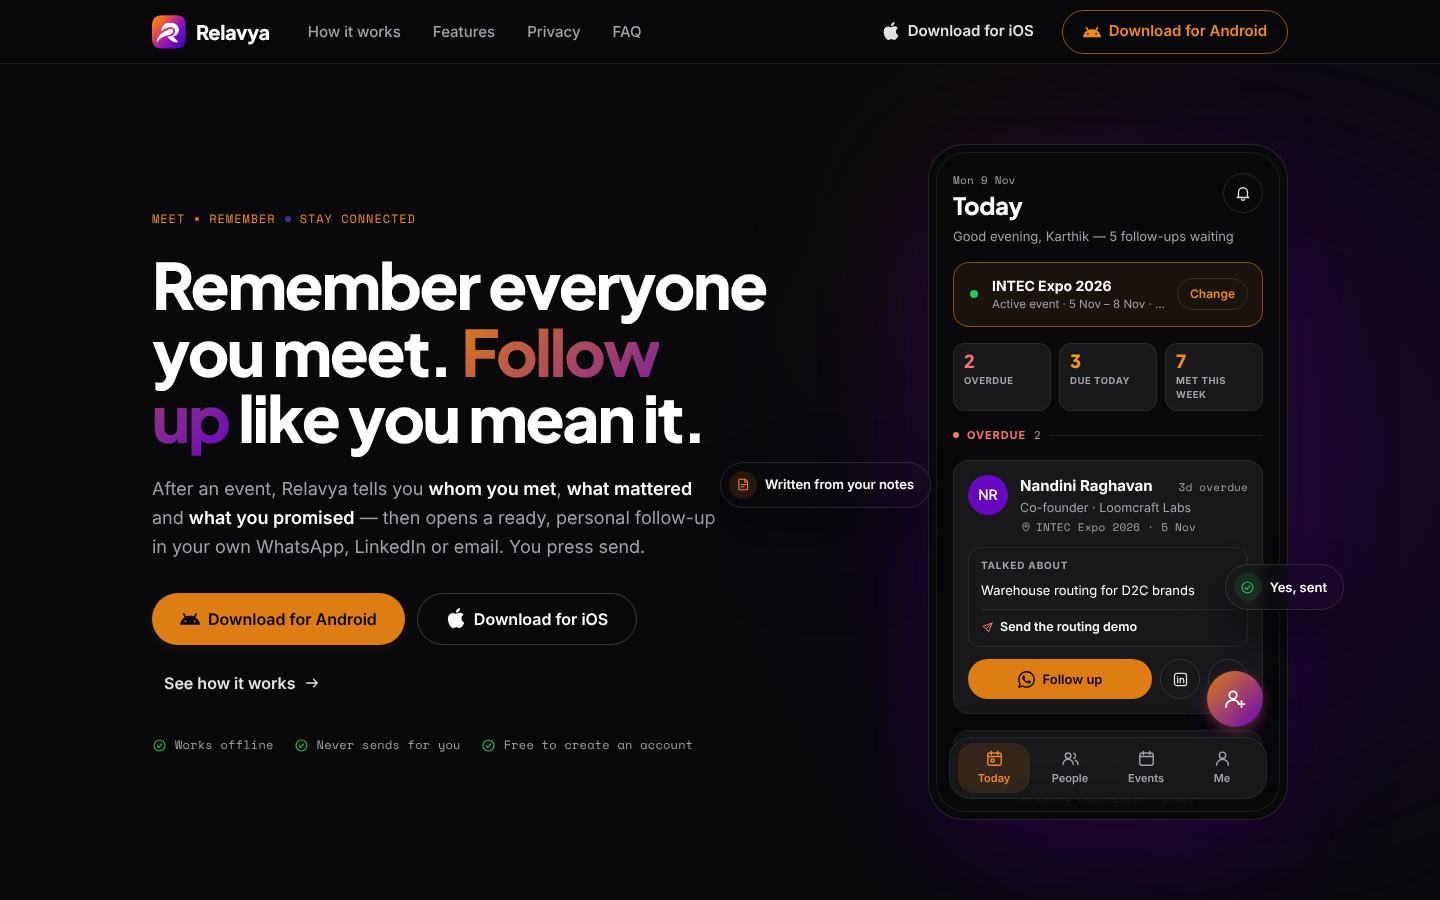 Relavya
How it works
Features
Privacy
FAQ
Download for iOS
Download for Android
MEET • REMEMBER • STAY CONNECTED
Remember everyone
you meet. Follow
up like you mean it.
After an event, Relavya tells you whom you met, what mattered
and what you promised — then opens a ready, personal follow-up
in your own WhatsApp, LinkedIn or email. You press send.
Download for Android
Download for iOS
See how it works →
Works offline
Never sends for you
Free to create an account
Mon 9 Nov
Today
Good evening, Karthik — 5 follow-ups waiting
INTEC Expo 2026
Active event · 5 Nov – 8 Nov · ...
Change
2
OVERDUE
3
DUE TODAY
7
MET THIS
WEEK
OVERDUE 2
Written from your notes
NR
Nandini Raghavan
3d overdue
Co-founder · Loomcraft Labs
INTEC Expo 2026 · 5 Nov
TALKED ABOUT
Warehouse routing for D2C brands
Yes, sent
Send the routing demo
Follow up
in
Today
People
Events
Me